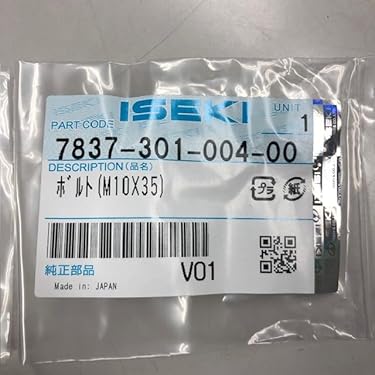 ISEKI
UNIT
PART CODE
1
7837-301-004-00
DESCRIPTION(品名)
ﾎﾞﾙﾄ(M10X35)
プラ
紙
純正部品
V01
Made in: JAPAN